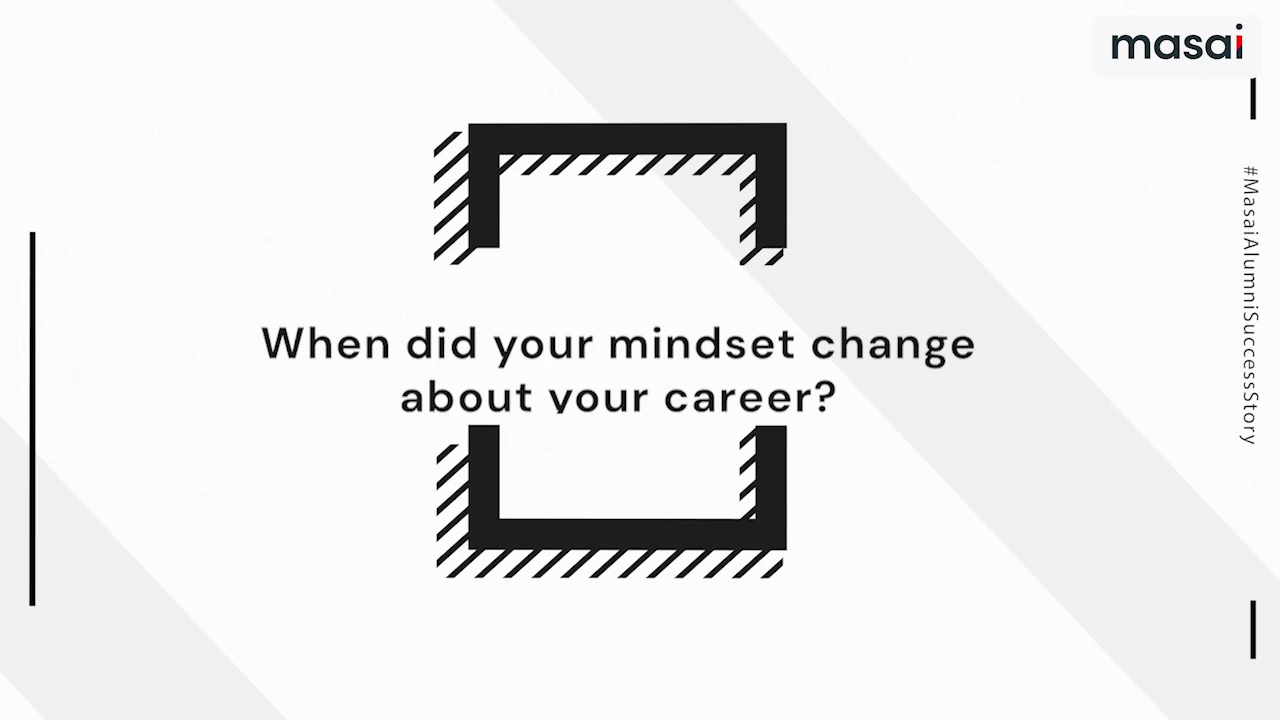 masai
When did your mindset change
about your career?
#MasaiAlumniSuccessStory